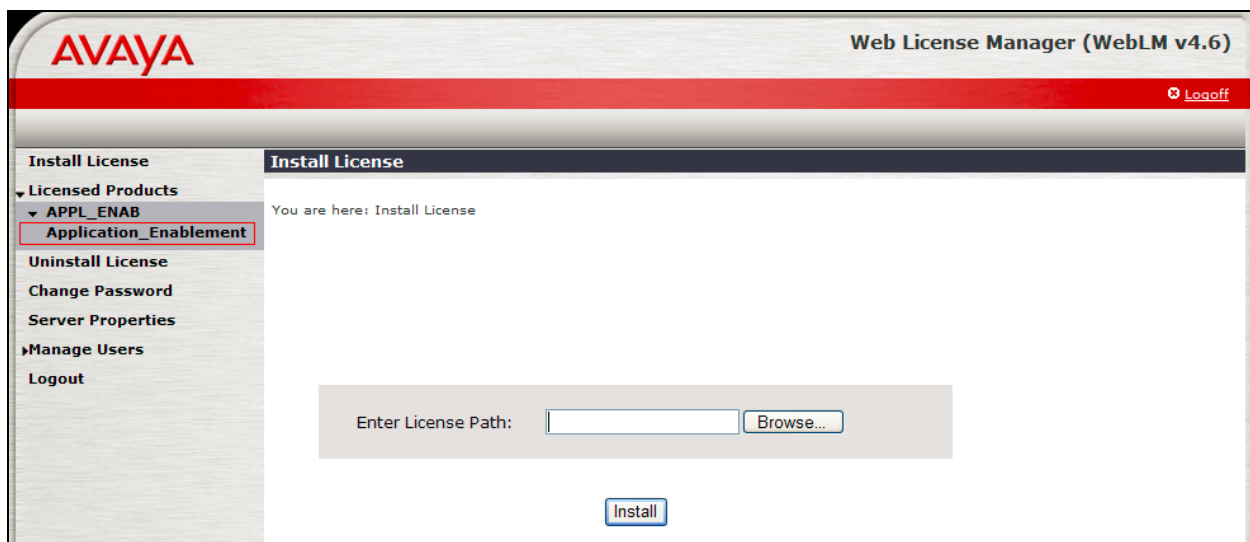 AVAYA
Web License Manager (WebLM v4.6)
Logoff
Install License
Licensed Products
APPL_ENAB
Application_Enablement
Uninstall License
Change Password
Server Properties
Manage Users
Logout
Install License
You are here: Install License
Enter License Path:
Browse...
Install